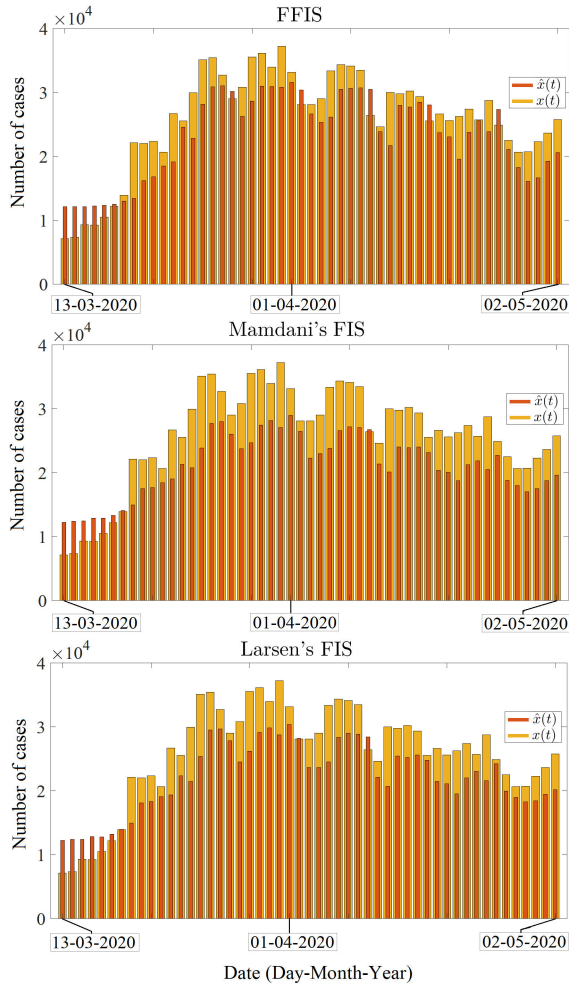 FFIS
×10⁴
4
3
2
1
0
Number of cases
x̂(t)
x(t)
13-03-2020
01-04-2020
02-05-2020
Mamdani's FIS
×10⁴
4
3
2
1
0
Number of cases
x̂(t)
x(t)
13-03-2020
01-04-2020
02-05-2020
Larsen's FIS
×10⁴
4
3
2
1
0
Number of cases
x̂(t)
x(t)
13-03-2020
01-04-2020
02-05-2020
Date (Day-Month-Year)